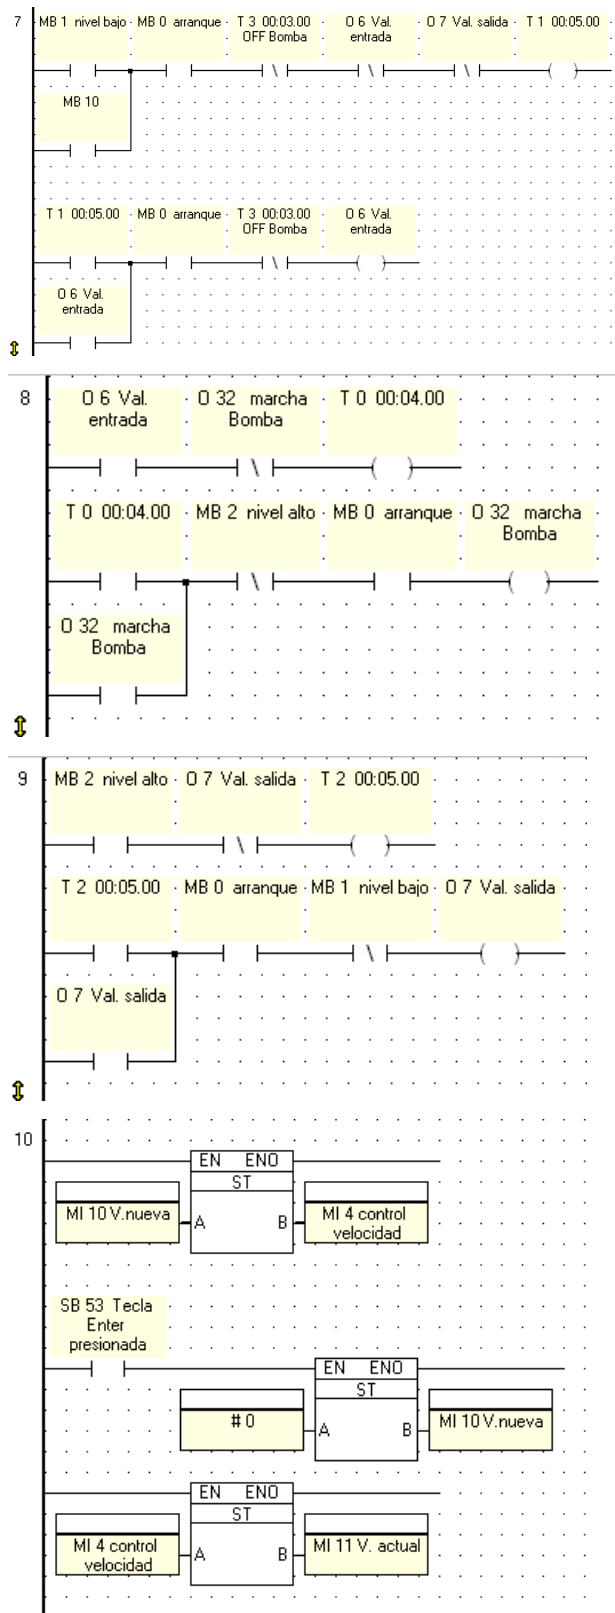 7
MB 1 nivel bajo MB 0 arranque T 3 00:03.00 O 6 Val. O 7 Val. salida T 1 00:05.00
OFF Bomba entrada
MB 10
T 1 00:05.00 MB 0 arranque T 3 00:03.00 O 6 Val.
OFF Bomba entrada
O 6 Val.
entrada
8
O 6 Val. O 32 marcha T 0 00:04.00
entrada Bomba
T 0 00:04.00 MB 2 nivel alto MB 0 arranque O 32 marcha
Bomba
O 32 marcha
Bomba
9
MB 2 nivel alto O 7 Val. salida T 2 00:05.00
T 2 00:05.00 MB 0 arranque MB 1 nivel bajo O 7 Val. salida
O 7 Val. salida
10
EN ENO
ST
MI 10 V.nueva A B MI 4 control
velocidad
SB 53 Tecla
Enter
presionada
EN ENO
ST
# 0 A B MI 10 V.nueva
EN ENO
ST
MI 4 control A B MI 11 V. actual
velocidad